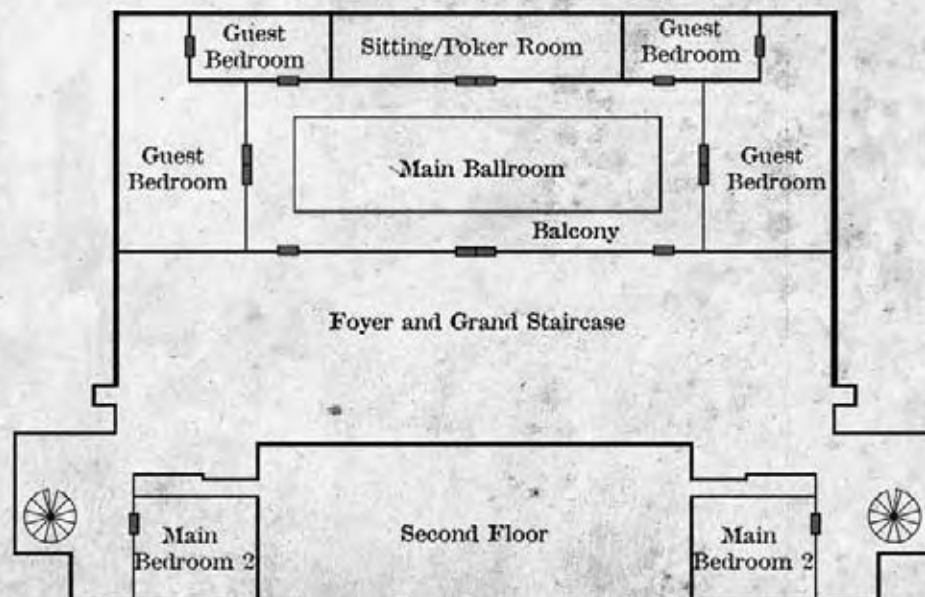 Guest
Bedroom
Sitting/Poker Room
Guest
Bedroom
Guest
Bedroom
Main Ballroom
Guest
Bedroom
Balcony
Foyer and Grand Staircase
Main
Bedroom 2
Second Floor
Main
Bedroom 2